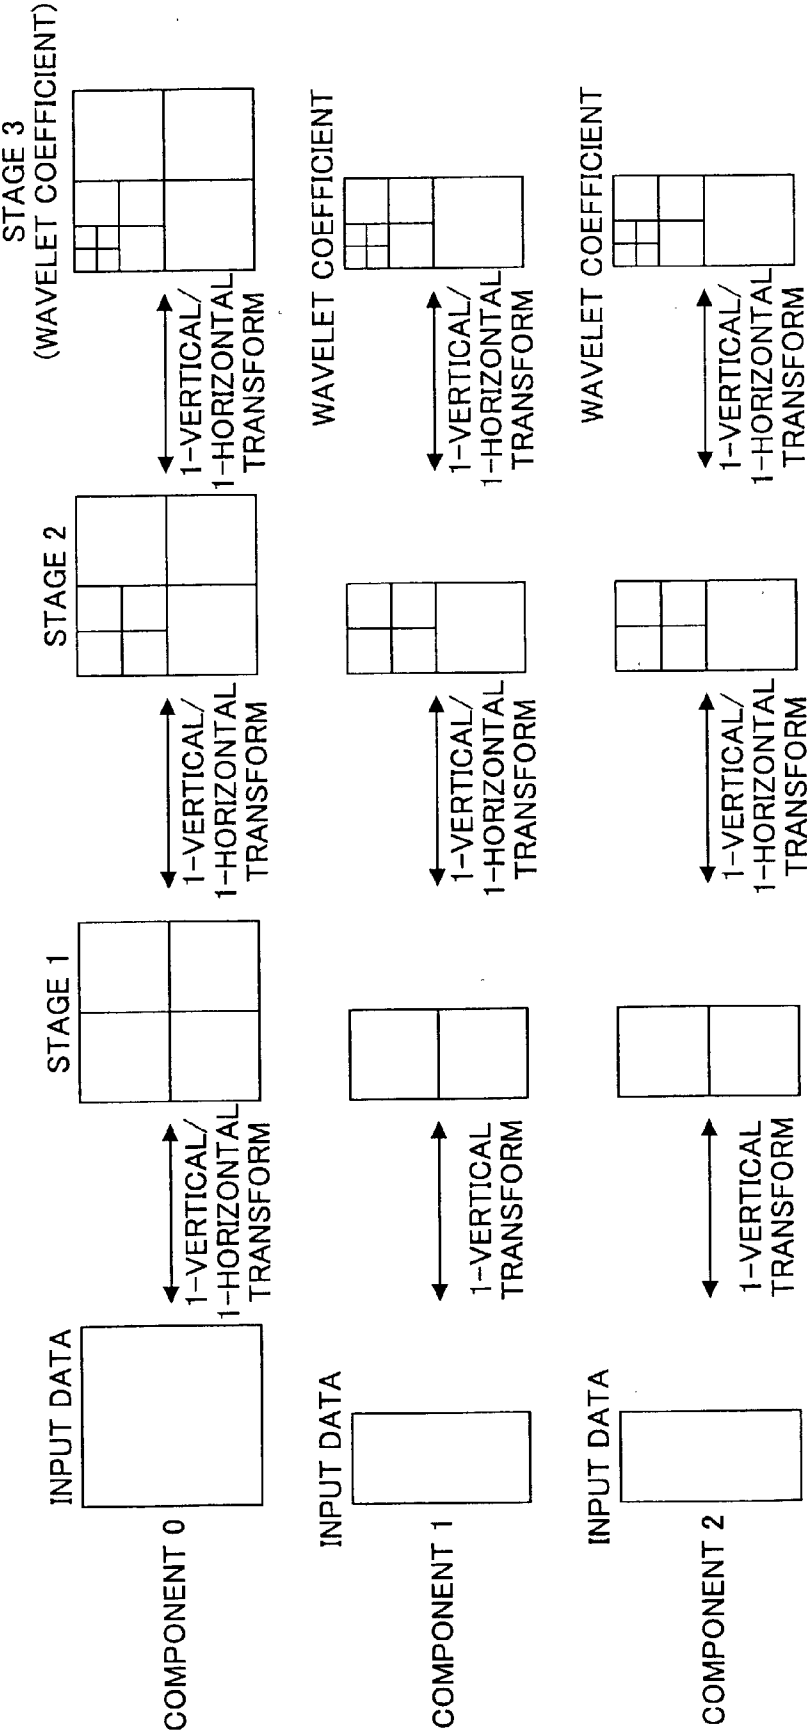 STAGE 3
(WAVELET COEFFICIENT)
STAGE 2
STAGE 1
INPUT DATA
COMPONENT 0
1-VERTICAL/
1-HORIZONTAL
TRANSFORM
1-VERTICAL/
1-HORIZONTAL
TRANSFORM
1-VERTICAL/
1-HORIZONTAL
TRANSFORM
INPUT DATA
WAVELET COEFFICIENT
COMPONENT 1
1-VERTICAL
TRANSFORM
1-VERTICAL/
1-HORIZONTAL
TRANSFORM
1-VERTICAL/
1-HORIZONTAL
TRANSFORM
INPUT DATA
WAVELET COEFFICIENT
COMPONENT 2
1-VERTICAL
TRANSFORM
1-VERTICAL/
1-HORIZONTAL
TRANSFORM
1-VERTICAL/
1-HORIZONTAL
TRANSFORM